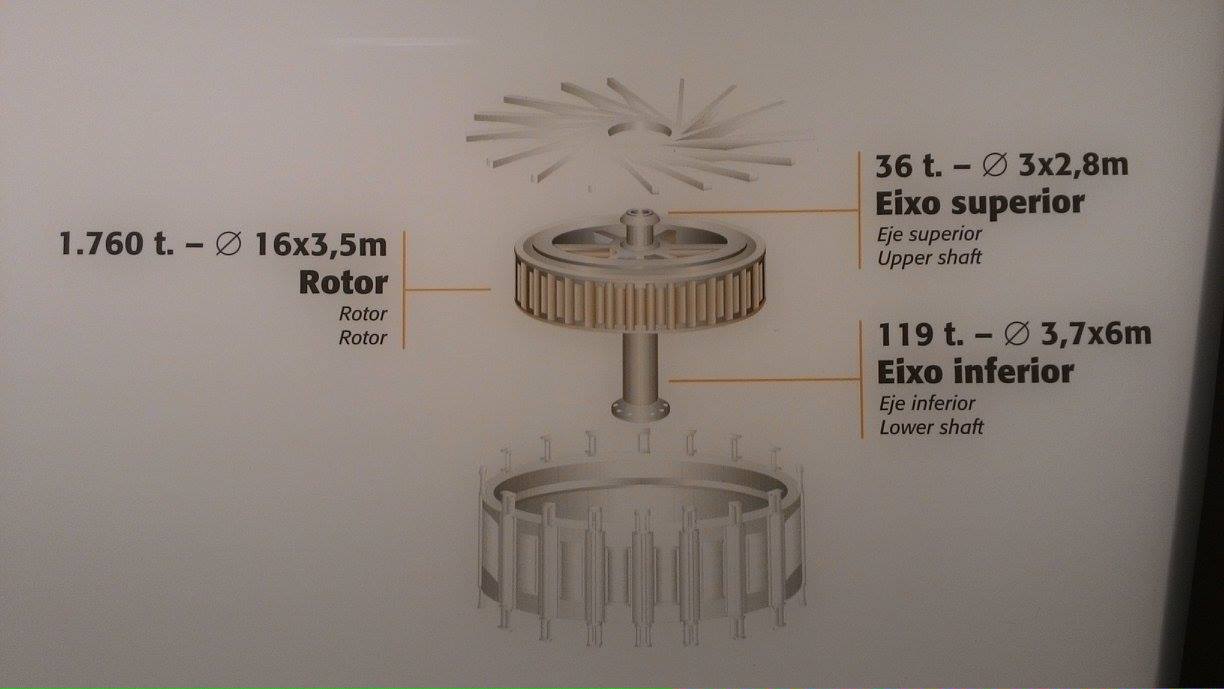 1.760 t. – ∅ 16x3,5m
Rotor
Rotor
Rotor
36 t. – ∅ 3x2,8m
Eixo superior
Eje superior
Upper shaft
119 t. – ∅ 3,7x6m
Eixo inferior
Eje inferior
Lower shaft